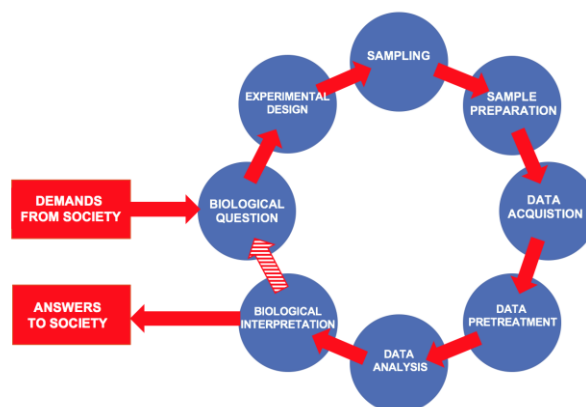 SAMPLING
EXPERIMENTAL
DESIGN
SAMPLE
PREPARATION
DEMANDS
FROM SOCIETY
BIOLOGICAL
QUESTION
DATA
ACQUISTION
ANSWERS
TO SOCIETY
BIOLOGICAL
INTERPRETATION
DATA
PRETREATMENT
DATA
ANALYSIS